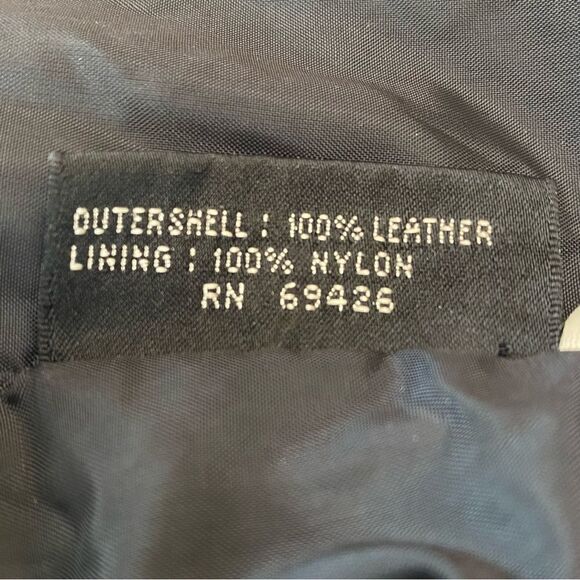 OUTERSHELL : 100% LEATHER
LINING : 100% NYLON
RN 69426